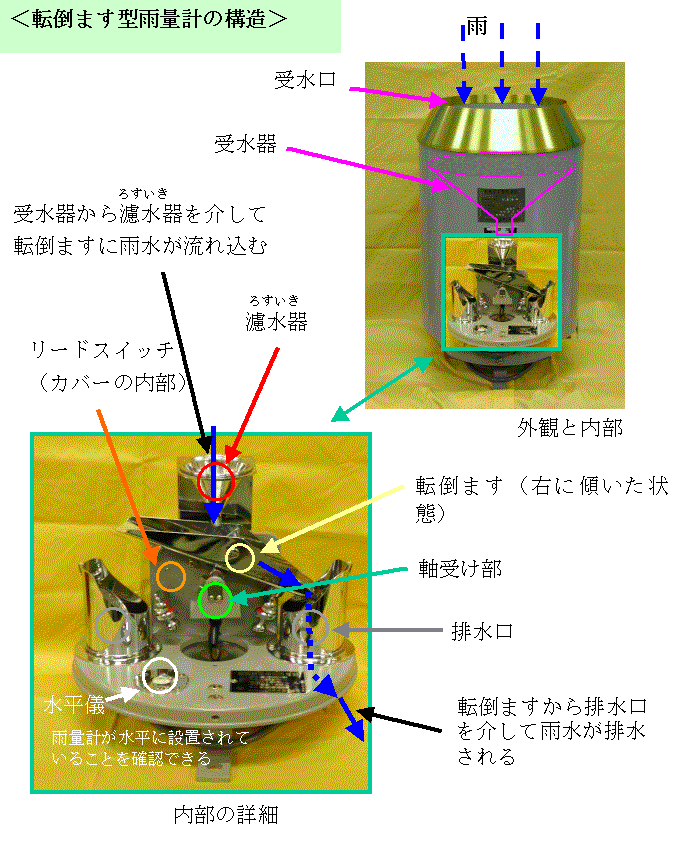 ＜転倒ます型雨量計の構造＞
雨
受水口
受水器
ろすいき
受水器から濾水器を介して
転倒ますに雨水が流れ込む
ろすいき
濾水器
リードスイッチ
（カバーの内部）
外観と内部
転倒ます（右に傾いた状
態）
軸受け部
排水口
水平儀
雨量計が水平に設置されて
いることを確認できる
転倒ますから排水口
を介して雨水が排水
される
内部の詳細